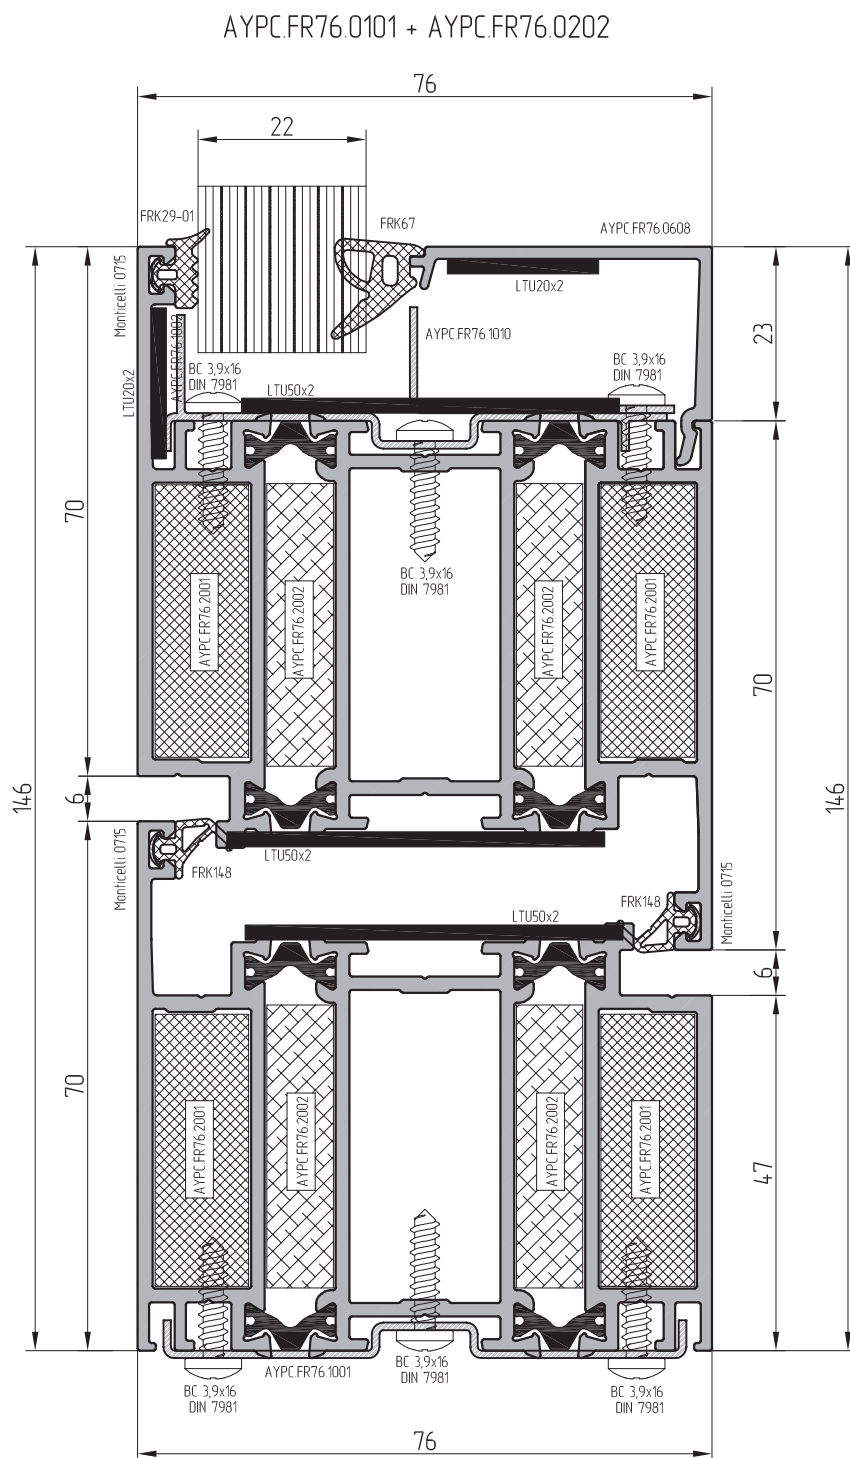 AYPC.FR76.0101 + AYPC.FR76.0202
76
22
FRK29-01
FRK67
AYPC.FR76.0608
Monticelli 0715
LTU20x2
AYPC.FR76.1002
AYPC.FR76.1010
LTU20x2
23
BC 3,9x16
DIN 7981
LTU50x2
BC 3,9x16
DIN 7981
70
BC 3,9x16
DIN 7981
AYPC.FR76.2001
AYPC.FR76.2002
AYPC.FR76.2002
AYPC.FR76.2001
70
146
6
146
Monticelli 0715
FRK148
LTU50x2
LTU50x2
FRK148
Monticelli 0715
6
70
AYPC.FR76.2001
AYPC.FR76.2002
AYPC.FR76.2002
AYPC.FR76.2001
47
BC 3,9x16
DIN 7981
AYPC.FR76.1001
BC 3,9x16
DIN 7981
BC 3,9x16
DIN 7981
76